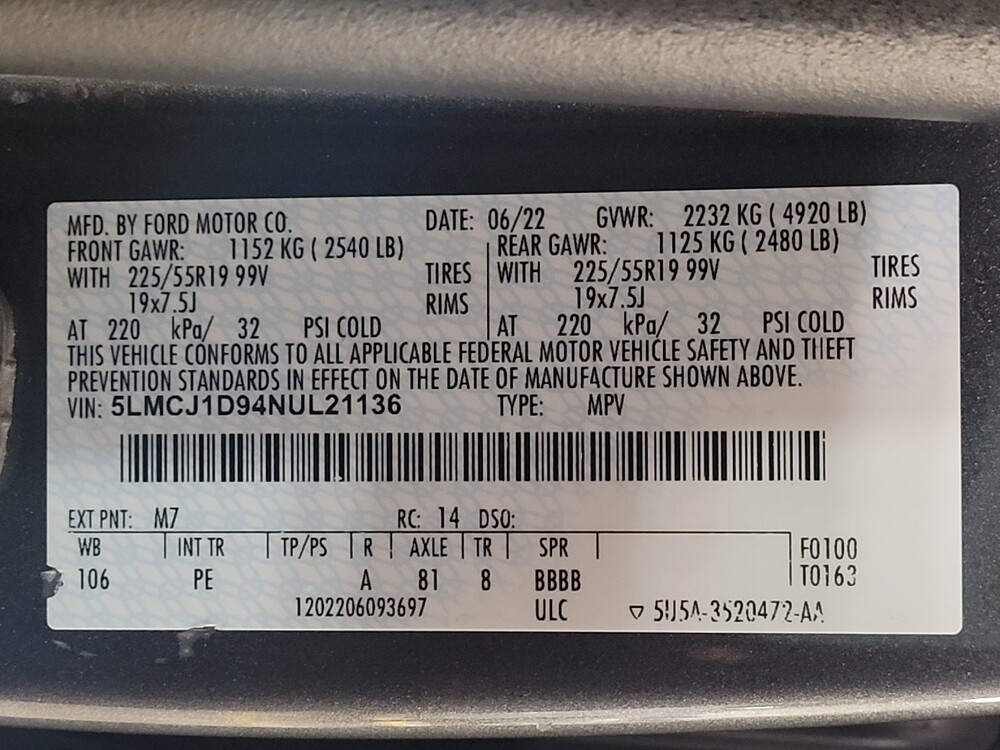 MFD. BY FORD MOTOR CO. DATE: 06/22 GVWR: 2232 KG ( 4920 LB)
FRONT GAWR: 1152 KG ( 2540 LB) REAR GAWR: 1125 KG ( 2480 LB)
WITH 225/55R19 99V TIRES WITH 225/55R19 99V TIRES
19x7.5J RIMS 19x7.5J RIMS
AT 220 kPa/ 32 PSI COLD AT 220 kPa/ 32 PSI COLD
THIS VEHICLE CONFORMS TO ALL APPLICABLE FEDERAL MOTOR VEHICLE SAFETY AND THEFT
PREVENTION STANDARDS IN EFFECT ON THE DATE OF MANUFACTURE SHOWN ABOVE.
VIN: 5LMCJ1D94NUL21136 TYPE: MPV
EXT PNT: M7 RC: 14 DSO:
WB INT TR TP/PS R AXLE TR SPR F0100
106 PE A 81 8 BBBB T0163
1202206093697 ULC 5U5A-3520472-AA